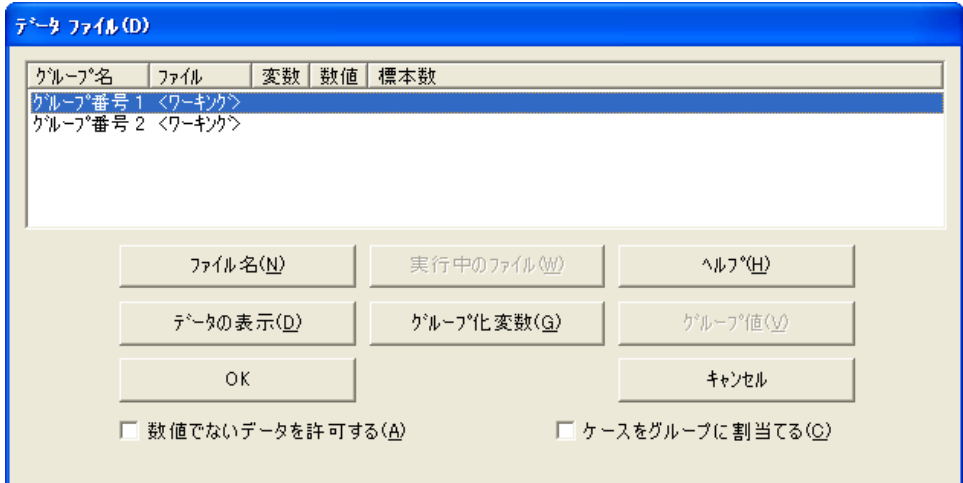 データ ファイル(D)
グループ名 ファイル 変数 数値 標本数
グループ番号 1 <ワーキング>
グループ番号 2 <ワーキング>
ファイル名(N) 実行中のファイル(W) ヘルプ(H)
データの表示(D) グループ化変数(G) グループ値(V)
OK キャンセル
数値でないデータを許可する(A) ケースをグループに割当てる(C)